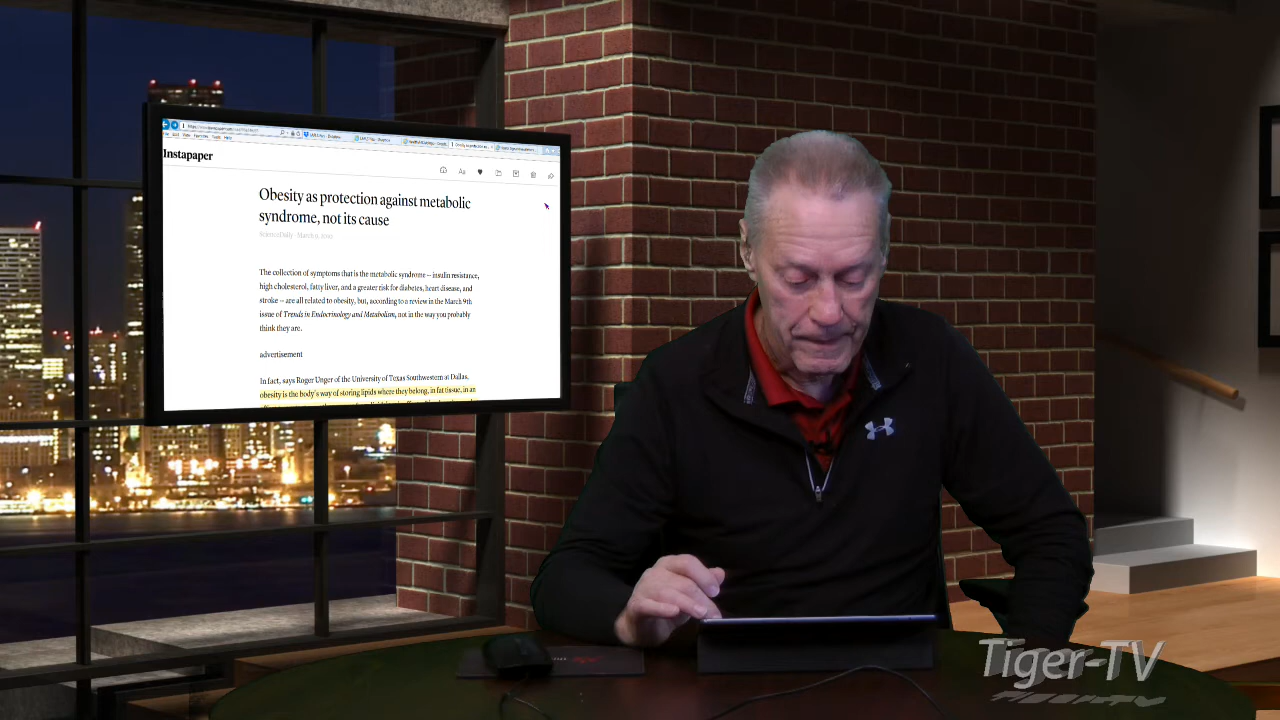 Instapaper
Aa
Obesity as protection against metabolic
syndrome, not its cause
ScienceDaily · March 9,
The collection of symptoms that is the metabolic syndrome -- insulin resistance,
high cholesterol, fatty liver, and a greater risk for diabetes, heart disease, and
stroke -- are all related to obesity, but, according to a review in the March 9th
issue of Trends in Endocrinology and Metabolism, not in the way you probably
think they are.
advertisement
In fact, says Roger Unger of the University of Texas Southwestern at Dallas,
obesity is the body's way of storing lipids where they belong, in fat tissue, in an
Tiger-TV